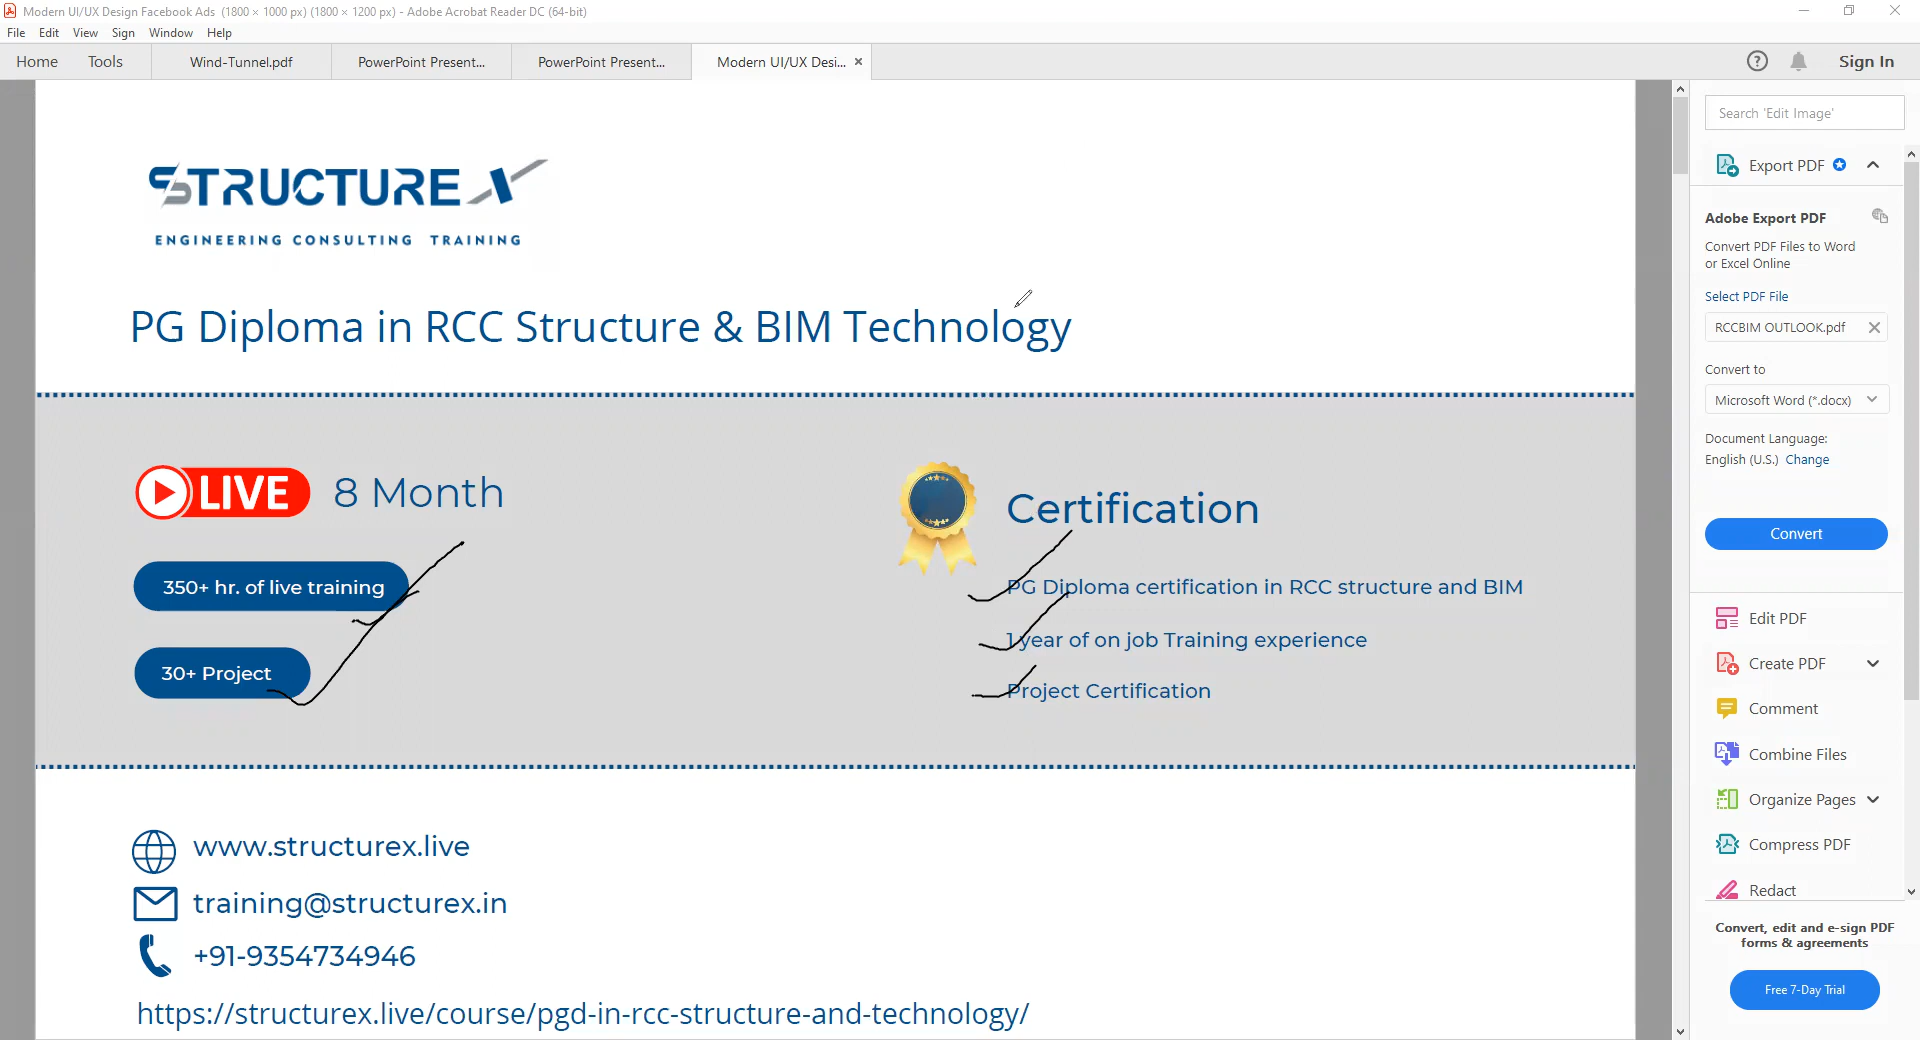 Modern UI/UX Design Facebook Ads (1800 × 1000 px) (1800 × 1200 px) - Adobe Acrobat Reader DC (64-bit)
File Edit View Sign Window Help
Home Tools Wind-Tunnel.pdf PowerPoint Present... PowerPoint Present... Modern UI/UX Desi... Sign In
STRUCTURE X
ENGINEERING CONSULTING TRAINING
PG Diploma in RCC Structure & BIM Technology
LIVE 8 Month
350+ hr. of live training
30+ Project
Certification
PG Diploma certification in RCC structure and BIM
1 year of on job Training experience
Project Certification
www.structurex.live
training@structurex.in
+91-9354734946
https://structurex.live/course/pgd-in-rcc-structure-and-technology/
Search 'Edit Image'
Export PDF
Adobe Export PDF
Convert PDF Files to Word
or Excel Online
Select PDF File
RCCBIM OUTLOOK.pdf
Convert to
Microsoft Word (*.docx)
Document Language:
English (U.S.) Change
Convert
Edit PDF
Create PDF
Comment
Combine Files
Organize Pages
Compress PDF
Redact
Convert, edit and e-sign PDF
forms & agreements
Free 7-Day Trial